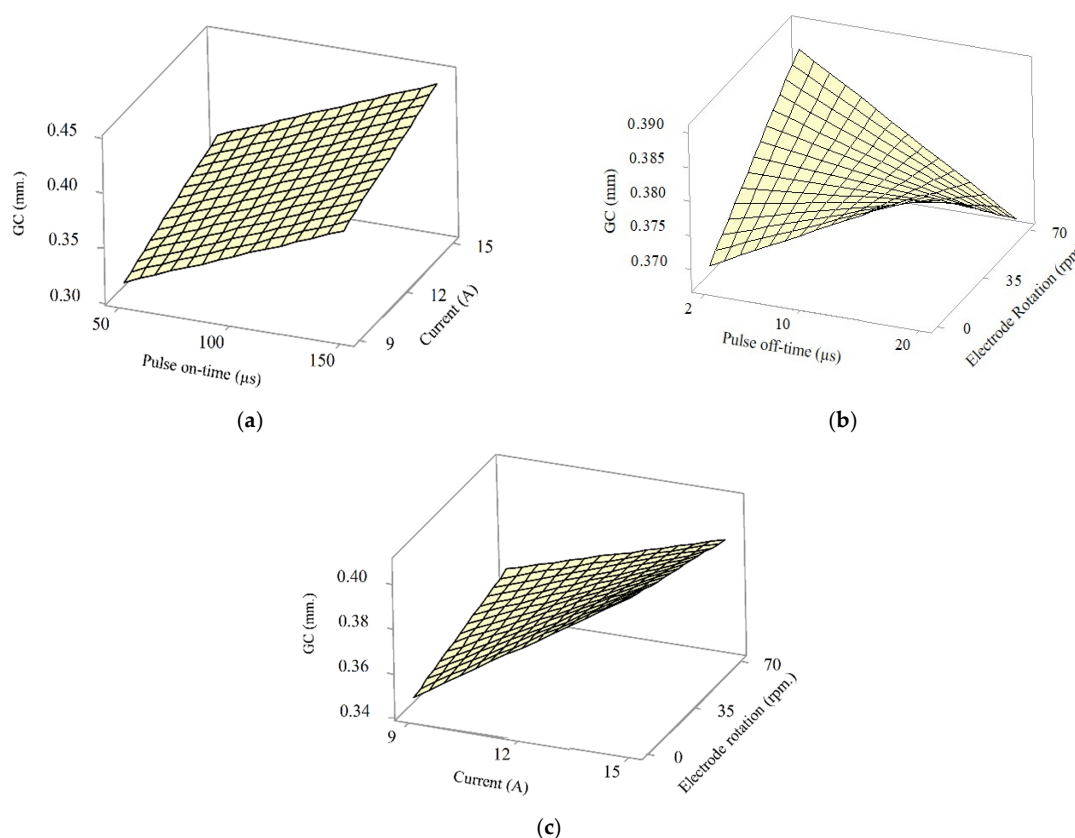 0.45
0.40
0.35
0.30
GC (mm.)
50
100
150
Pulse on-time (µs)
9
12
15
Current (A)
(a)
0.390
0.385
0.380
0.375
0.370
GC (mm)
2
10
20
Pulse off-time (µs)
0
35
70
Electrode Rotation (rpm)
(b)
0.40
0.38
0.36
0.34
GC (mm.)
9
12
15
Current (A)
0
35
70
Electrode rotation (rpm.)
(c)